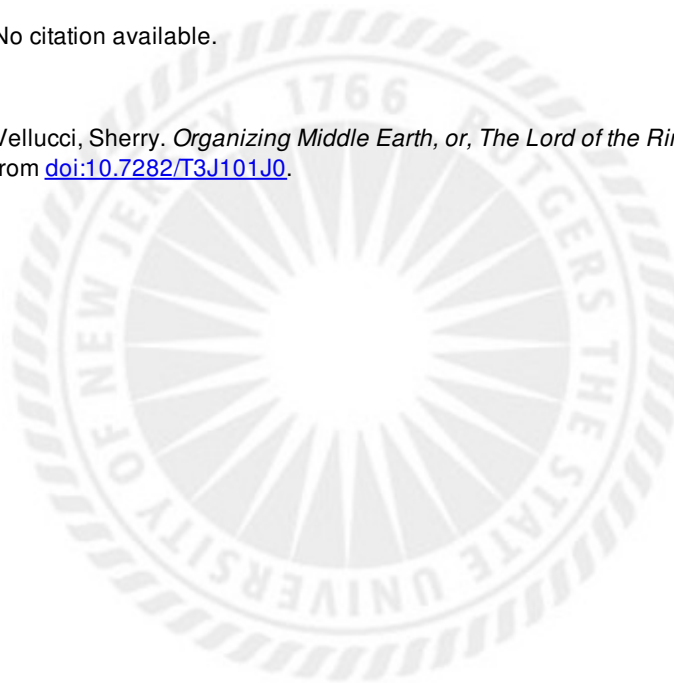 No citation available.
Vellucci, Sherry. Organizing Middle Earth, or, The Lord of the
from doi:10.7282/T3J101J0.
RUTGERS THE STATE UNIVERSITY OF NEW JERSEY
1766